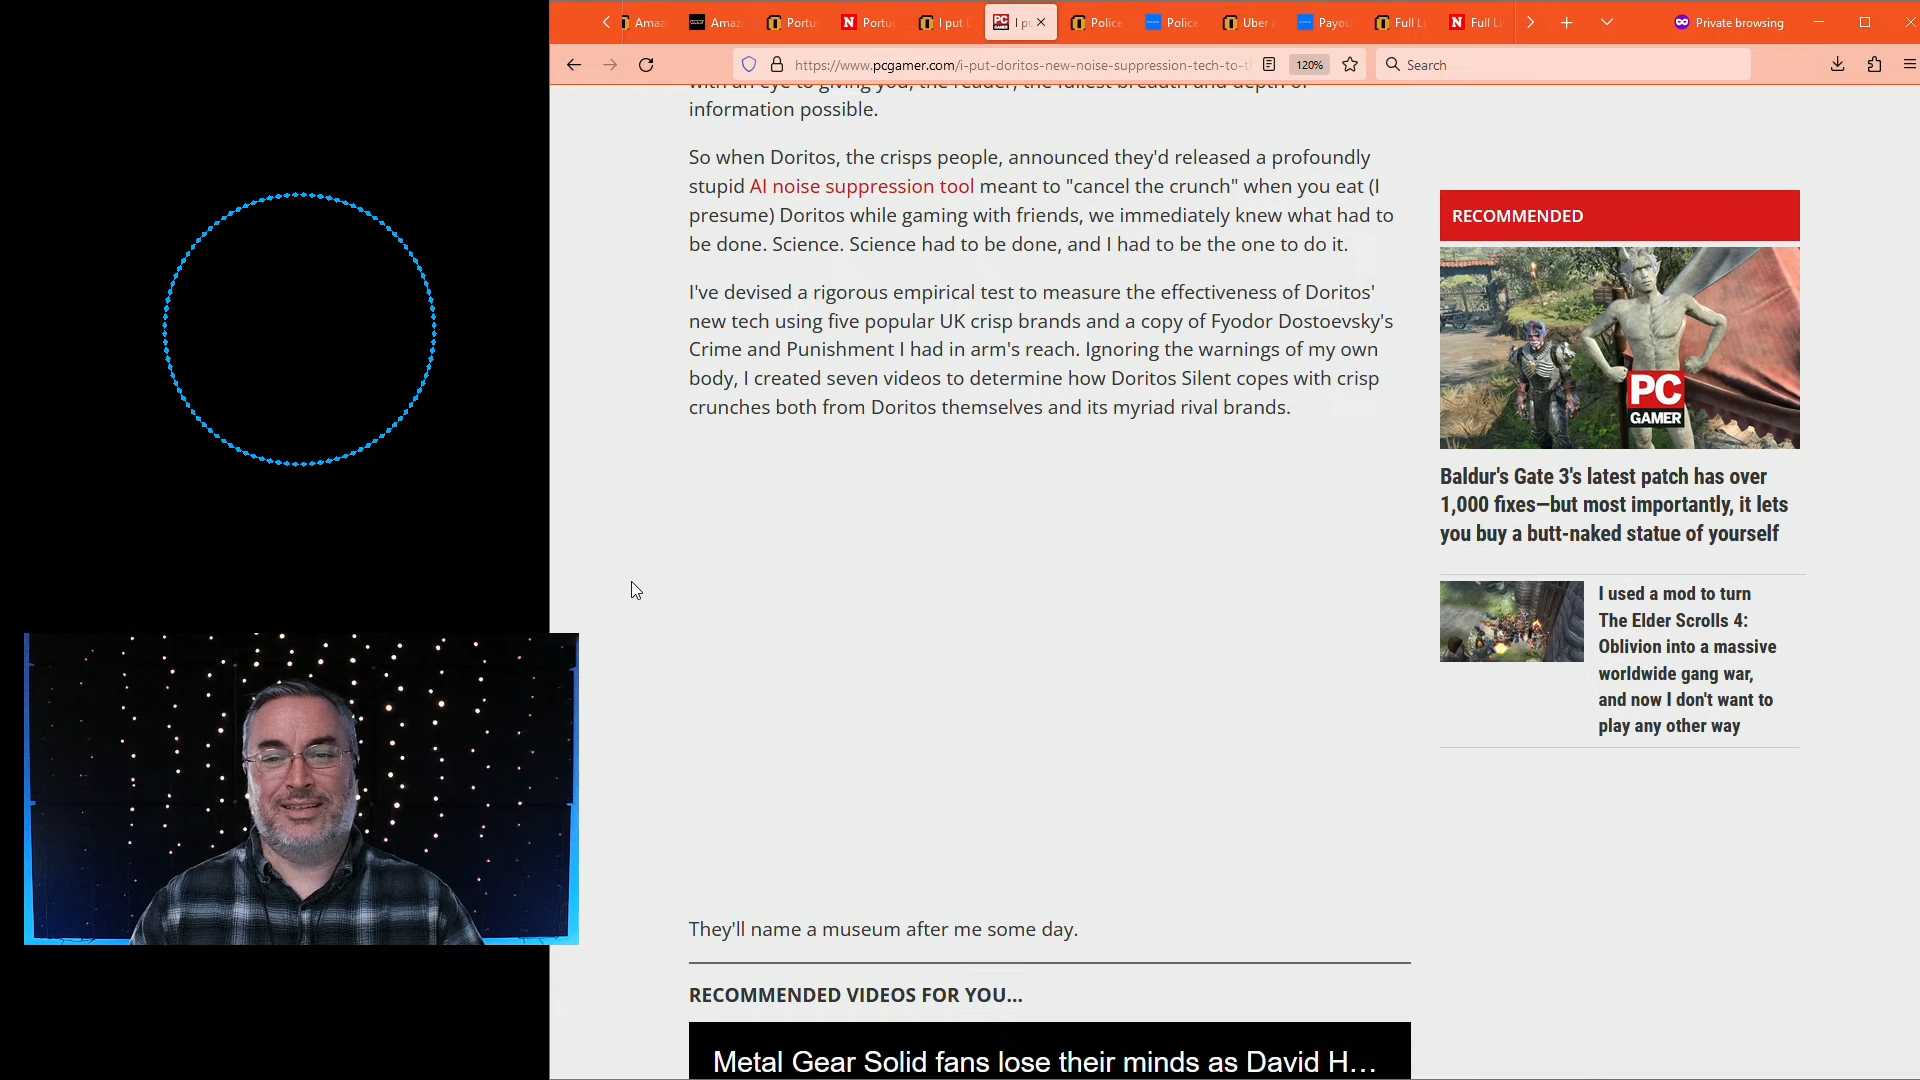 Amaz
Amaz
Portu
Portu
I put D
I pu
Police
Police
Uber a
Payou
Full Li
Full Li
Private browsing
https://www.pcgamer.com/i-put-doritos-new-noise-suppression-tech-to-th
120%
Search
with an eye to giving you, the reader, the fullest breadth and depth of
information possible.
So when Doritos, the crisps people, announced they'd released a profoundly
stupid AI noise suppression tool meant to "cancel the crunch" when you eat (I
presume) Doritos while gaming with friends, we immediately knew what had to
be done. Science. Science had to be done, and I had to be the one to do it.
I've devised a rigorous empirical test to measure the effectiveness of Doritos'
new tech using five popular UK crisp brands and a copy of Fyodor Dostoevsky's
Crime and Punishment I had in arm's reach. Ignoring the warnings of my own
body, I created seven videos to determine how Doritos Silent copes with crisp
crunches both from Doritos themselves and its myriad rival brands.
They'll name a museum after me some day.
RECOMMENDED VIDEOS FOR YOU...
Metal Gear Solid fans lose their minds as David H...
RECOMMENDED
PC
GAMER
Baldur's Gate 3's latest patch has over
1,000 fixes—but most importantly, it lets
you buy a butt-naked statue of yourself
I used a mod to turn
The Elder Scrolls 4:
Oblivion into a massive
worldwide gang war,
and now I don't want to
play any other way